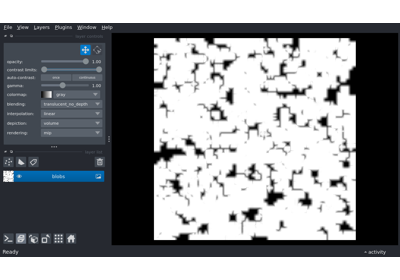 File View Layers Plugins Window Help
opacity: 1.00
contrast limits:
auto-contrast: once continuous
gamma: 1.00
colormap: gray
blending: translucent_no_depth
interpolation: linear
depiction: volume
rendering: mip
blobs
Ready activity